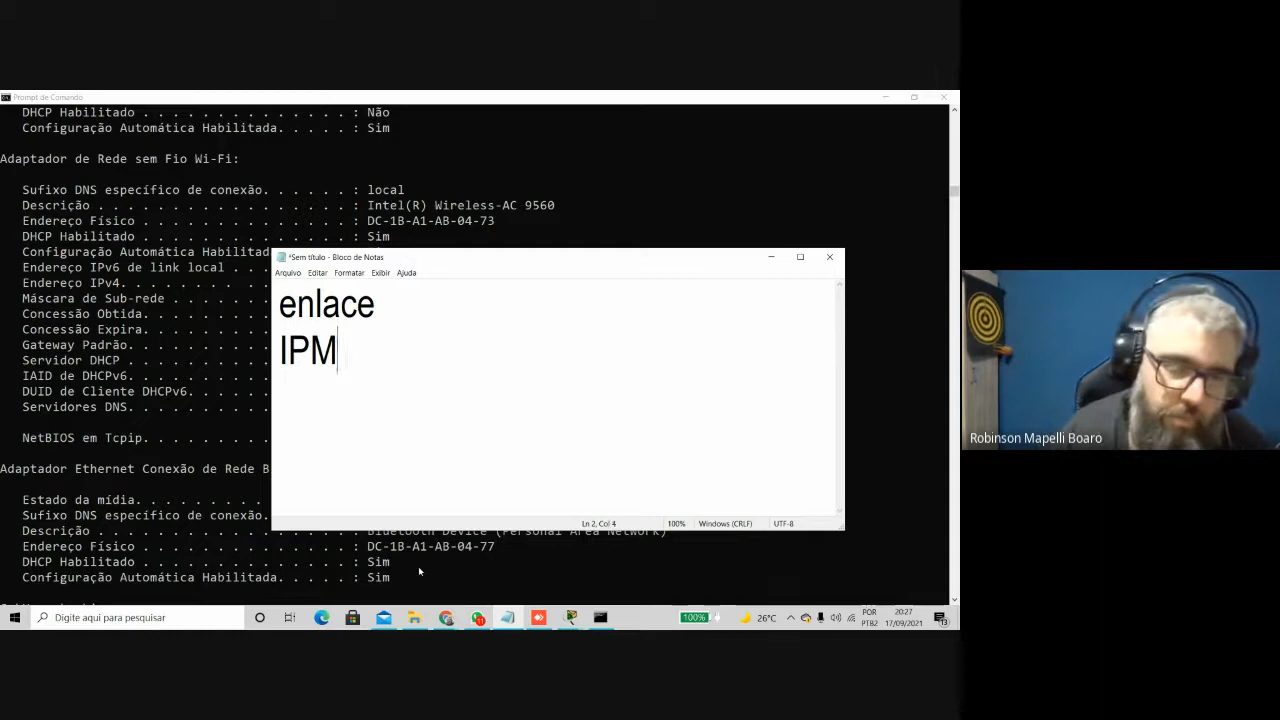 Prompt de Comando
DHCP Habilitado . . . . . . . . . . . . . . : Não
Configuração Automática Habilitada. . . . . : Sim
Adaptador de Rede sem Fio Wi-Fi:
Sufixo DNS específico de conexão. . . . . . : local
Descrição . . . . . . . . . . . . . . . . . : Intel(R) Wireless-AC 9560
Endereço Físico . . . . . . . . . . . . . . : DC-1B-A1-AB-04-73
DHCP Habilitado . . . . . . . . . . . . . . : Sim
Configuração Automática Habilitada.
Endereço IPv6 de link local . . .
Endereço IPv4. . . . . . . . . .
Máscara de Sub-rede . . . . . . .
Concessão Obtida. . . . . . . . .
Concessão Expira. . . . . . . . .
Gateway Padrão. . . . . . . . . .
Servidor DHCP . . . . . . . . . .
IAID de DHCPv6. . . . . . . . . .
DUID de Cliente DHCPv6. . . . . .
Servidores DNS. . . . . . . . . .
NetBIOS em Tcpip. . . . . . . . .
Adaptador Ethernet Conexão de Rede B
Estado da mídia. . . . . . . . .
Sufixo DNS específico de conexão.
Descrição . . . . . . . . . . . . Bluetooth Device (Personal Area Network)
Endereço Físico . . . . . . . . . . . . . . : DC-1B-A1-AB-04-77
DHCP Habilitado . . . . . . . . . . . . . . : Sim
Configuração Automática Habilitada. . . . . : Sim
*Sem título - Bloco de Notas
Arquivo Editar Formatar Exibir Ajuda
enlace
IPM
Ln 2, Col 4 100% Windows (CRLF) UTF-8
Robinson Mapelli Boaro
Digite aqui para pesquisar
100%
26°C
POR
PTB2
20:27
17/09/2021